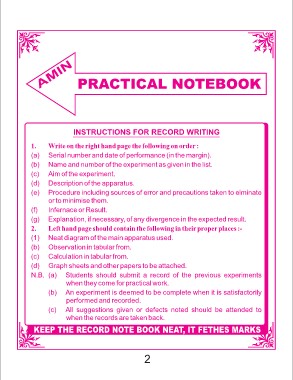 AMIN
PRACTICAL NOTEBOOK
INSTRUCTIONS FOR RECORD WRITING
1. Write on the right hand page the following on order :
(a) Serial number and date of performance (in the margin).
(b) Name and number of the experiment as given in the list.
(c) Aim of the experiment.
(d) Description of the apparatus.
(e) Procedure including sources of error and precautions taken to eliminate
or to minimise them.
(f) Infernace or Result.
(g) Explanation, if necessary, of any divergence in the expected result.
2. Left hand page should contain the following in their proper places :-
(1) Neat diagram of the main apparatus used.
(b) Observation in tabular from.
(c) Calculation in tabular from.
(d) Graph sheets and other papers to be attached.
N.B. (a) Students should submit a record of the previous experiments
when they come for practical work.
(b) An experiment is deemed to be complete when it is satisfactorily
performed and recorded.
(c) All suggestions given or defects noted should be attended to
when the records are taken back.
KEEP THE RECORD NOTE BOOK NEAT, IT FETHES MARKS
2